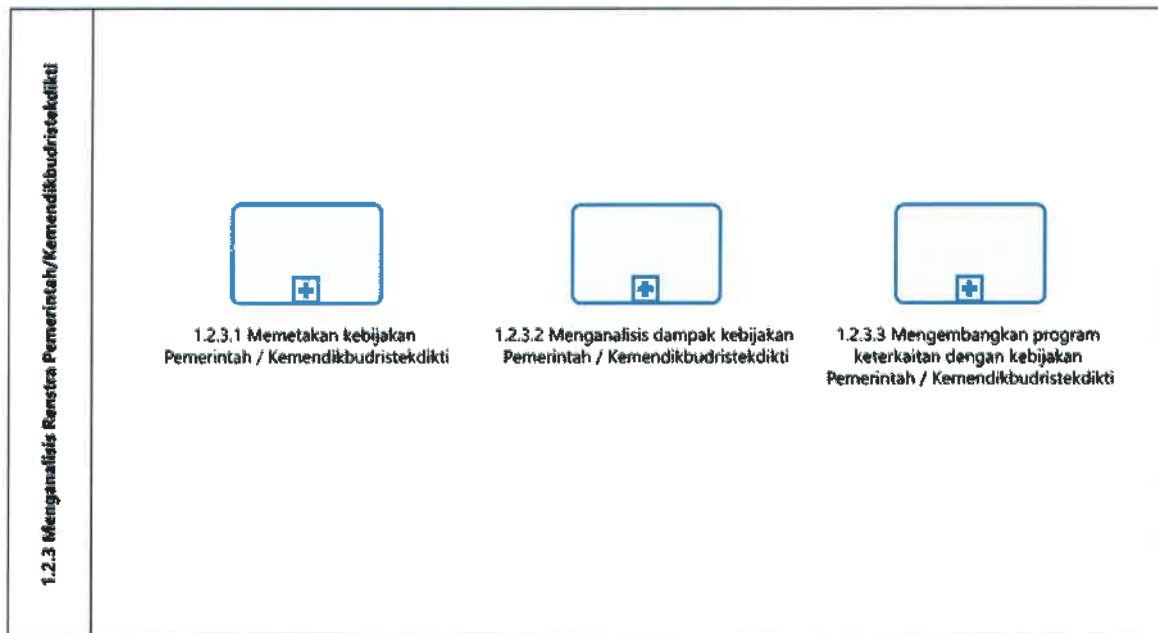 1.2.3 Menganalisis Renstra Pemerintah/Kemendikbudristekdikti
1.2.3.1 Memetakan kebijakan
Pemerintah / Kemendikbudristekdikti
1.2.3.2 Menganalisis dampak kebijakan
Pemerintah / Kemendikbudristekdikti
1.2.3.3 Mengembangkan program
keterkaitan dengan kebijakan
Pemerintah / Kemendikbudristekdikti